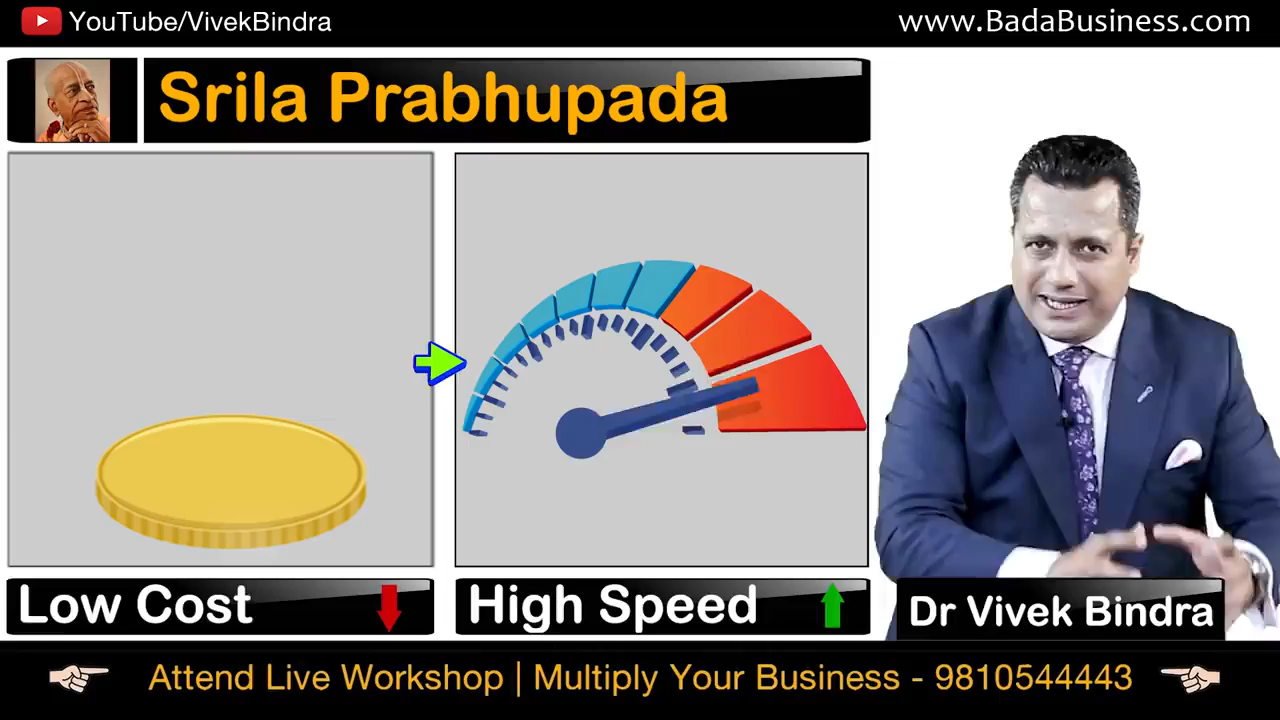 YouTube/VivekBindra
www.BadaBusiness.com
Srila Prabhupada
Low Cost
High Speed
Dr Vivek Bindra
Attend Live Workshop | Multiply Your Business - 9810544443